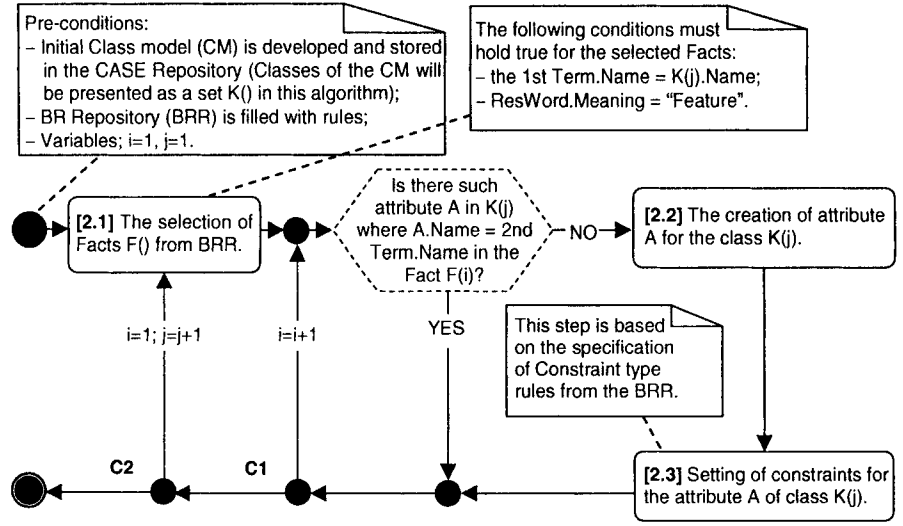 Pre-conditions:
– Initial Class model (CM) is developed and stored
in the CASE Repository (Classes of the CM will
be presented as a set K() in this algorithm);
– BR Repository (BRR) is filled with rules;
– Variables; i=1, j=1.
The following conditions must
hold true for the selected Facts:
– the 1st Term.Name = K(j).Name;
– ResWord.Meaning = "Feature".
[2.1] The selection of
Facts F() from BRR.
Is there such
attribute A in K(j)
where A.Name = 2nd
Term.Name in the
Fact F(i)?
NO
[2.2] The creation of attribute
A for the class K(j).
i=1; j=j+1
i=i+1
YES
This step is based
on the specification
of Constraint type
rules from the BRR.
C2
C1
[2.3] Setting of constraints for
the attribute A of class K(j).